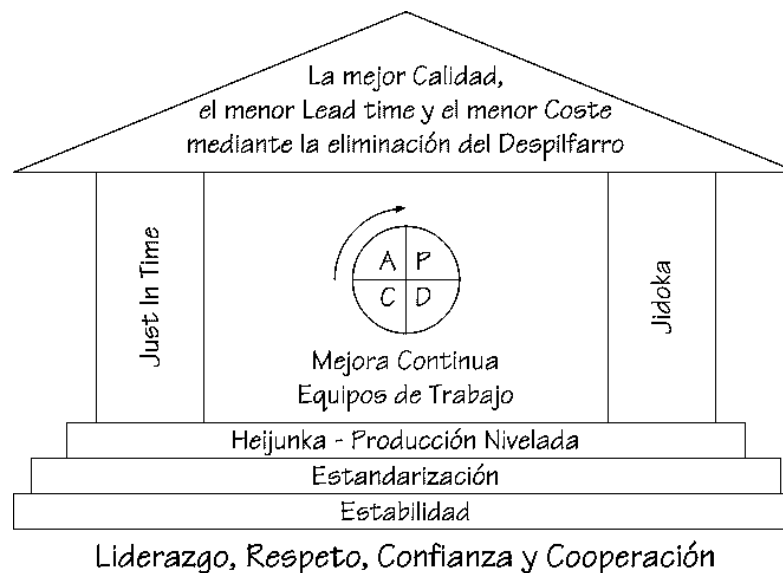 La mejor Calidad,
el menor Lead time y el menor Coste
mediante la eliminación del Despilfarro
Just In Time
A P
C D
Jidoka
Mejora Continua
Equipos de Trabajo
Heijunka - Producción Nivelada
Estandarización
Estabilidad
Liderazgo, Respeto, Confianza y Cooperación